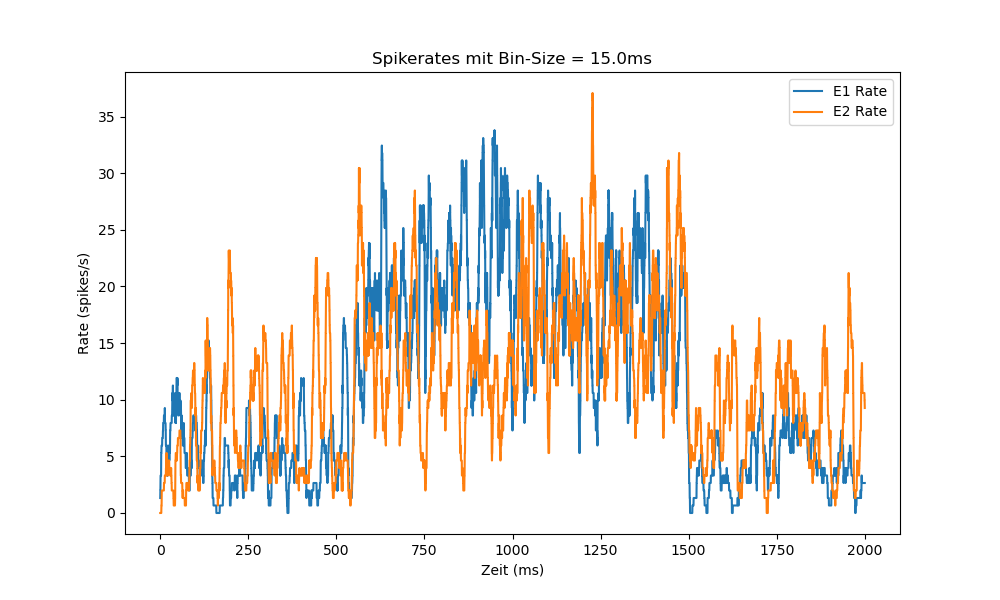 Spikerates mit Bin-Size = 15.0ms
E1 Rate
E2 Rate
35
30
25
20
15
10
5
0
Rate (spikes/s)
0 250 500 750 1000 1250 1500 1750 2000
Zeit (ms)